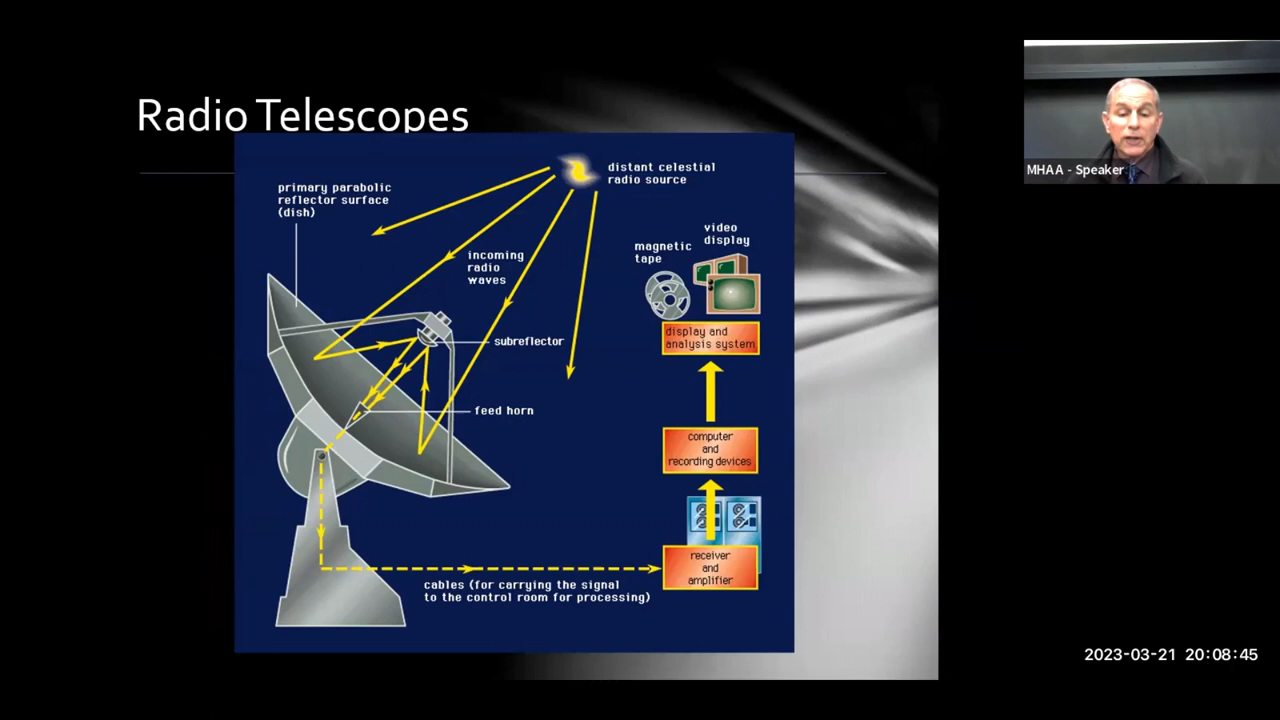 Radio Telescopes
distant celestial
radio source
primary parabolic
reflector surface
(dish)
video
display
magnetic
tape
incoming
radio
waves
display and
analysis system
subreflector
feed horn
computer
and
recording devices
receiver
and
amplifier
cables (for carrying the signal
to the control room for processing)
MHAA - Speaker
2023-03-21 20:08:45